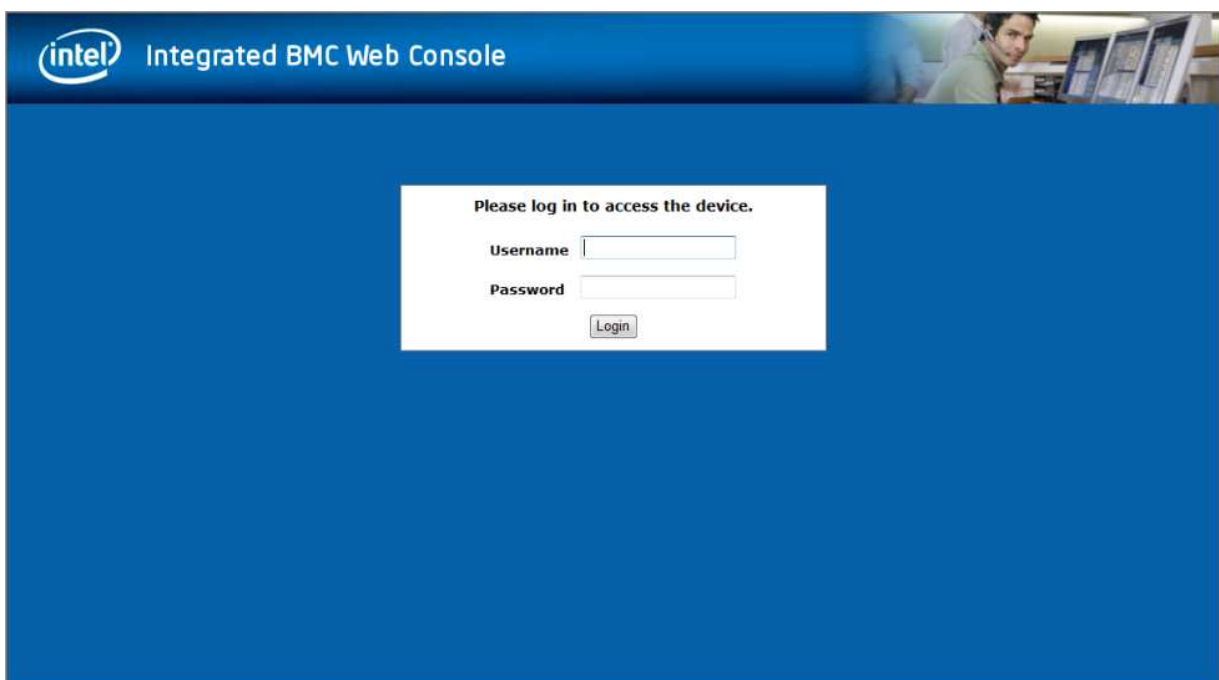 intel
Integrated BMC Web Console
Please log in to access the device.
Username
Password
Login